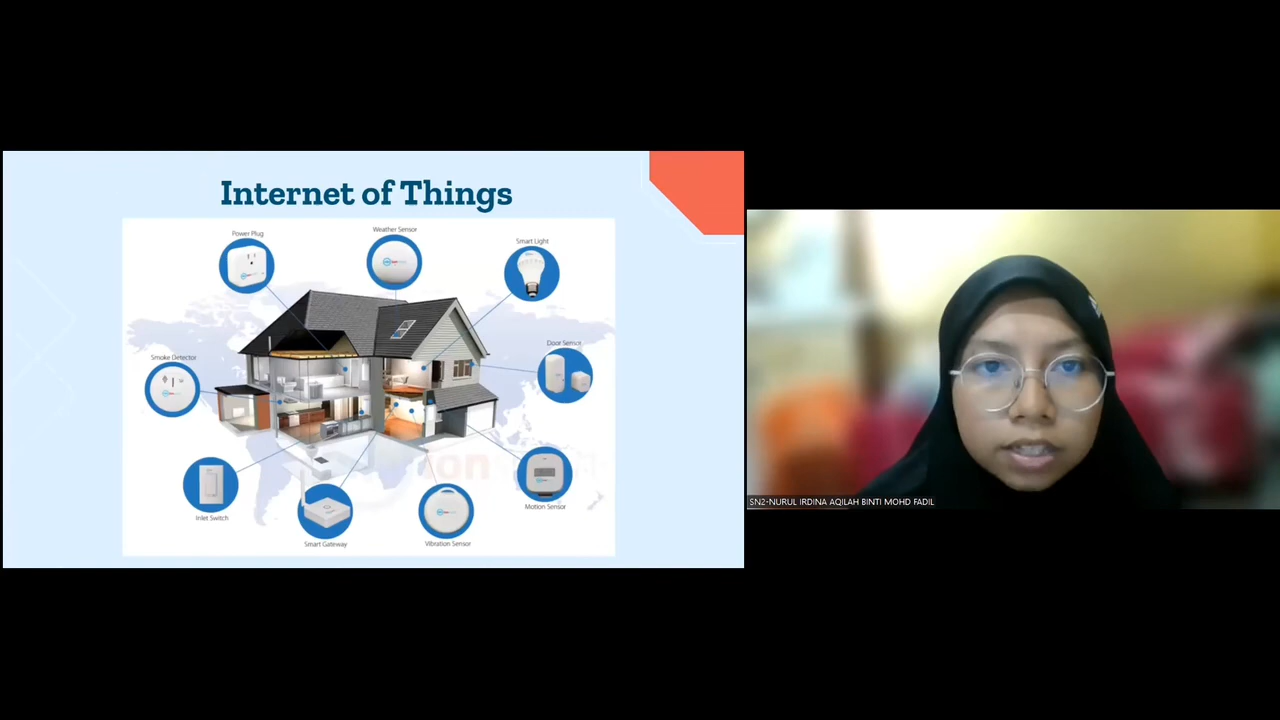 Internet of Things
Power Plug
Weather Sensor
Smart Light
Smoke Detector
Door Sensor
Inlet Switch
Smart Gateway
Vibration Sensor
Motion Sensor
SN2-NURUL IRDINA AQILAH BINTI MOHD FADIL